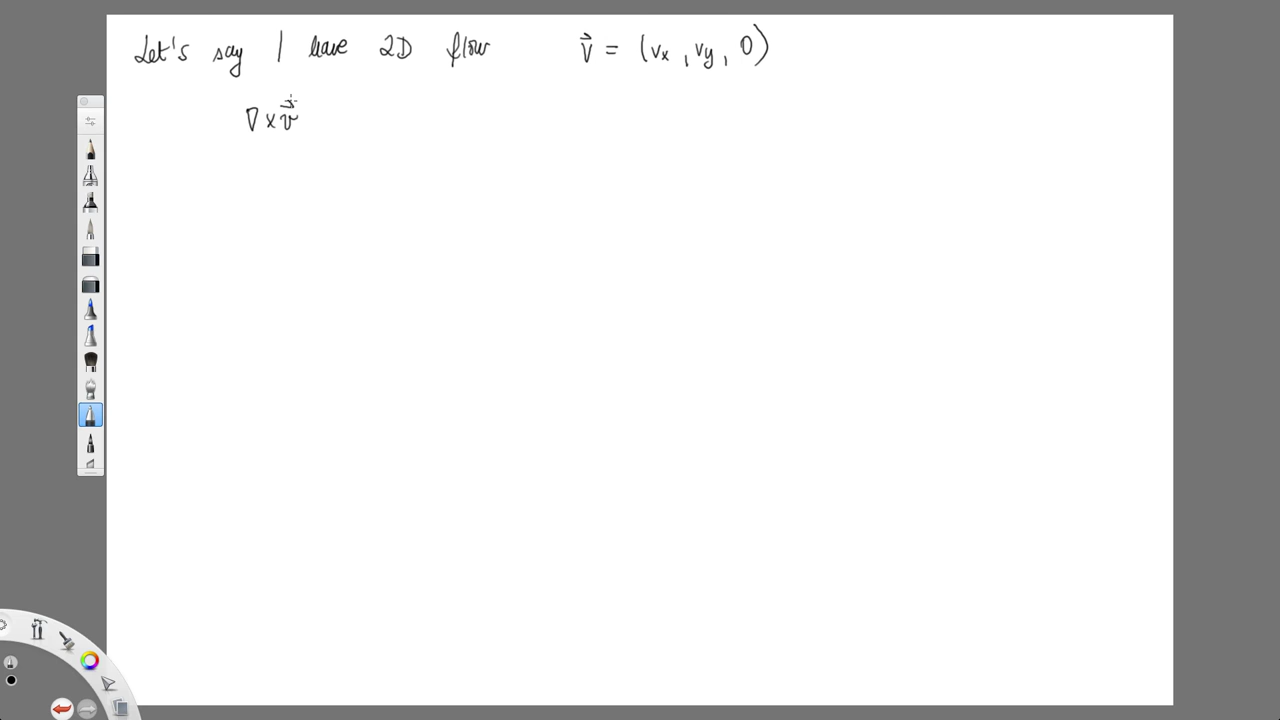 Let's say I have 2D flow v⃗ = (vx, vy, 0)
∇ × v⃗